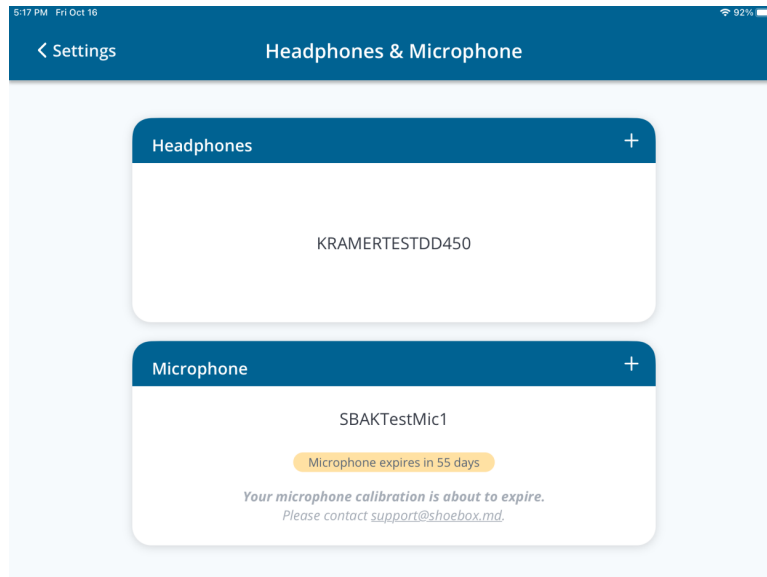 5:17 PM Fri Oct 16
92%
Settings
Headphones & Microphone
Headphones
KRAMERTESTDD450
Microphone
SBAKTestMic1
Microphone expires in 55 days
Your microphone calibration is about to expire.
Please contact support@shoebox.md.